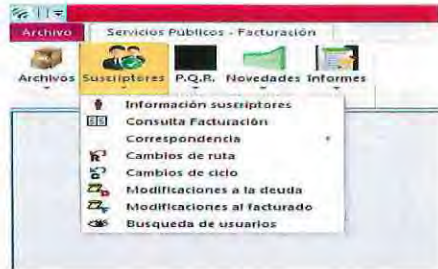 Archivo Servicios Públicos - Facturación
Archivos Suscriptores P.Q.R. Novedades Informes
Información suscriptores
Consulta Facturación
Correspondencia
Cambios de ruta
Cambios de ciclo
Modificaciones a la deuda
Modificaciones al facturado
Busqueda de usuarios